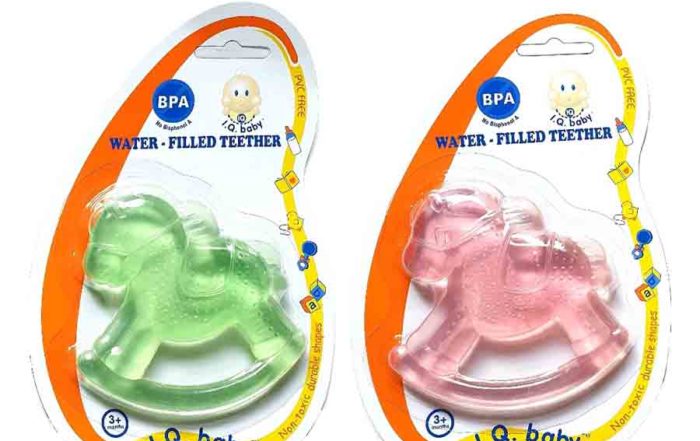 BPA
No Bisphenol A
I.Q. baby
WATER - FILLED TEETHER
PVC FREE
Non-toxic durable shapes
3+
months
I.Q. baby
BPA
No Bisphenol A
I.Q. baby
WATER - FILLED TEETHER
PVC FREE
Non-toxic durable shapes
3+
months
I.Q. baby™